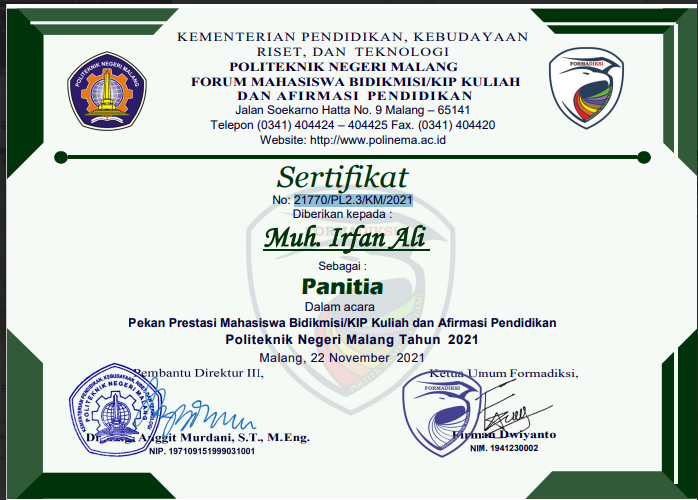 KEMENTERIAN PENDIDIKAN, KEBUDAYAAN
RISET, DAN TEKNOLOGI
POLITEKNIK NEGERI MALANG
FORUM MAHASISWA BIDIKMISI/KIP KULIAH
DAN AFIRMASI PENDIDIKAN
Jalan Soekarno Hatta No. 9 Malang – 65141
Telepon (0341) 404424 – 404425 Fax. (0341) 404420
Website: http://www.polinema.ac.id
POLITEKNIK NEGERI MALANG
FORMADIKSI
Sertifikat
No: 21770/PL2.3/KM/2021
Diberikan kepada :
Muh. Irfan Ali
Sebagai :
Panitia
Dalam acara
Pekan Prestasi Mahasiswa Bidikmisi/KIP Kuliah dan Afirmasi Pendidikan
Politeknik Negeri Malang Tahun 2021
Malang, 22 November 2021
Pembantu Direktur III,
Ketua Umum Formadiksi,
POLITEKNIK NEGERI MALANG
FORMADIKSI
Anggit Murdani, S.T., M.Eng.
NIP. 197109151999031001
Firman Dwiyanto
NIM. 1941230002